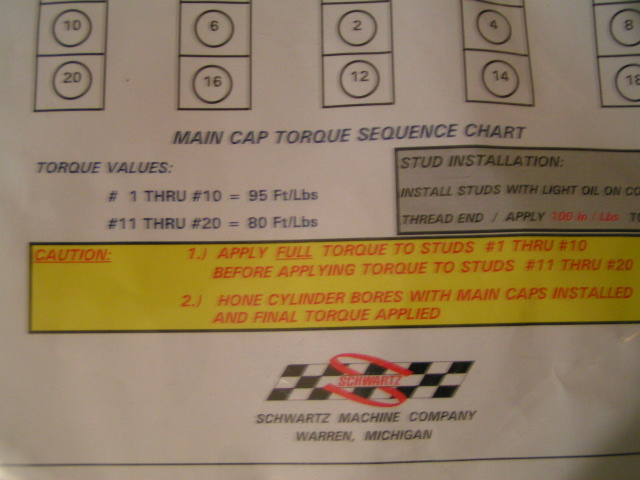 10 6 2 4 8
20 16 12 14 18
MAIN CAP TORQUE SEQUENCE CHART
TORQUE VALUES:
# 1 THRU #10 = 95 Ft/Lbs
#11 THRU #20 = 80 Ft/Lbs
STUD INSTALLATION:
INSTALL STUDS WITH LIGHT OIL ON CO
THREAD END / APPLY 100 In / Lbs TO
CAUTION: 1.) APPLY FULL TORQUE TO STUDS #1 THRU #10
BEFORE APPLYING TORQUE TO STUDS #11 THRU #20
2.) HONE CYLINDER BORES WITH MAIN CAPS INSTALLED
AND FINAL TORQUE APPLIED
SCHWARTZ
SCHWARTZ MACHINE COMPANY
WARREN, MICHIGAN